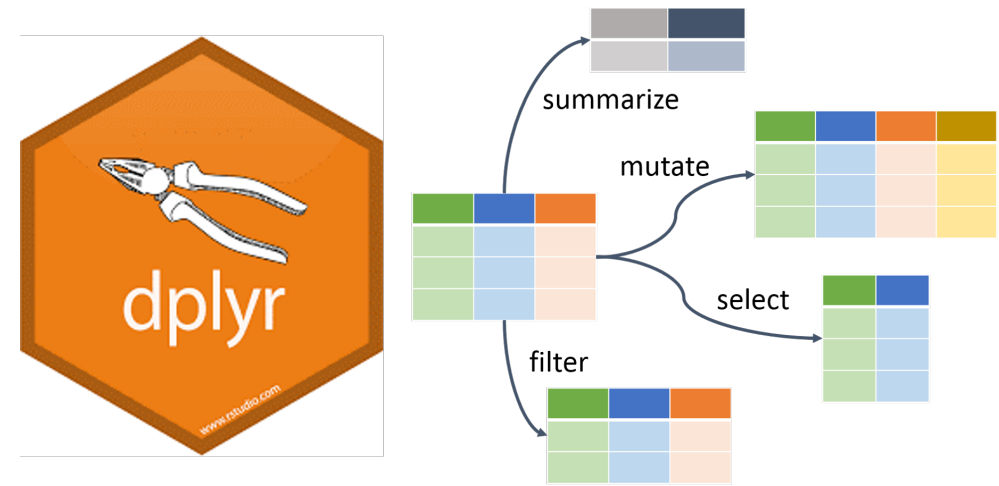 dplyr
www.rstudio.com
summarize
mutate
select
filter